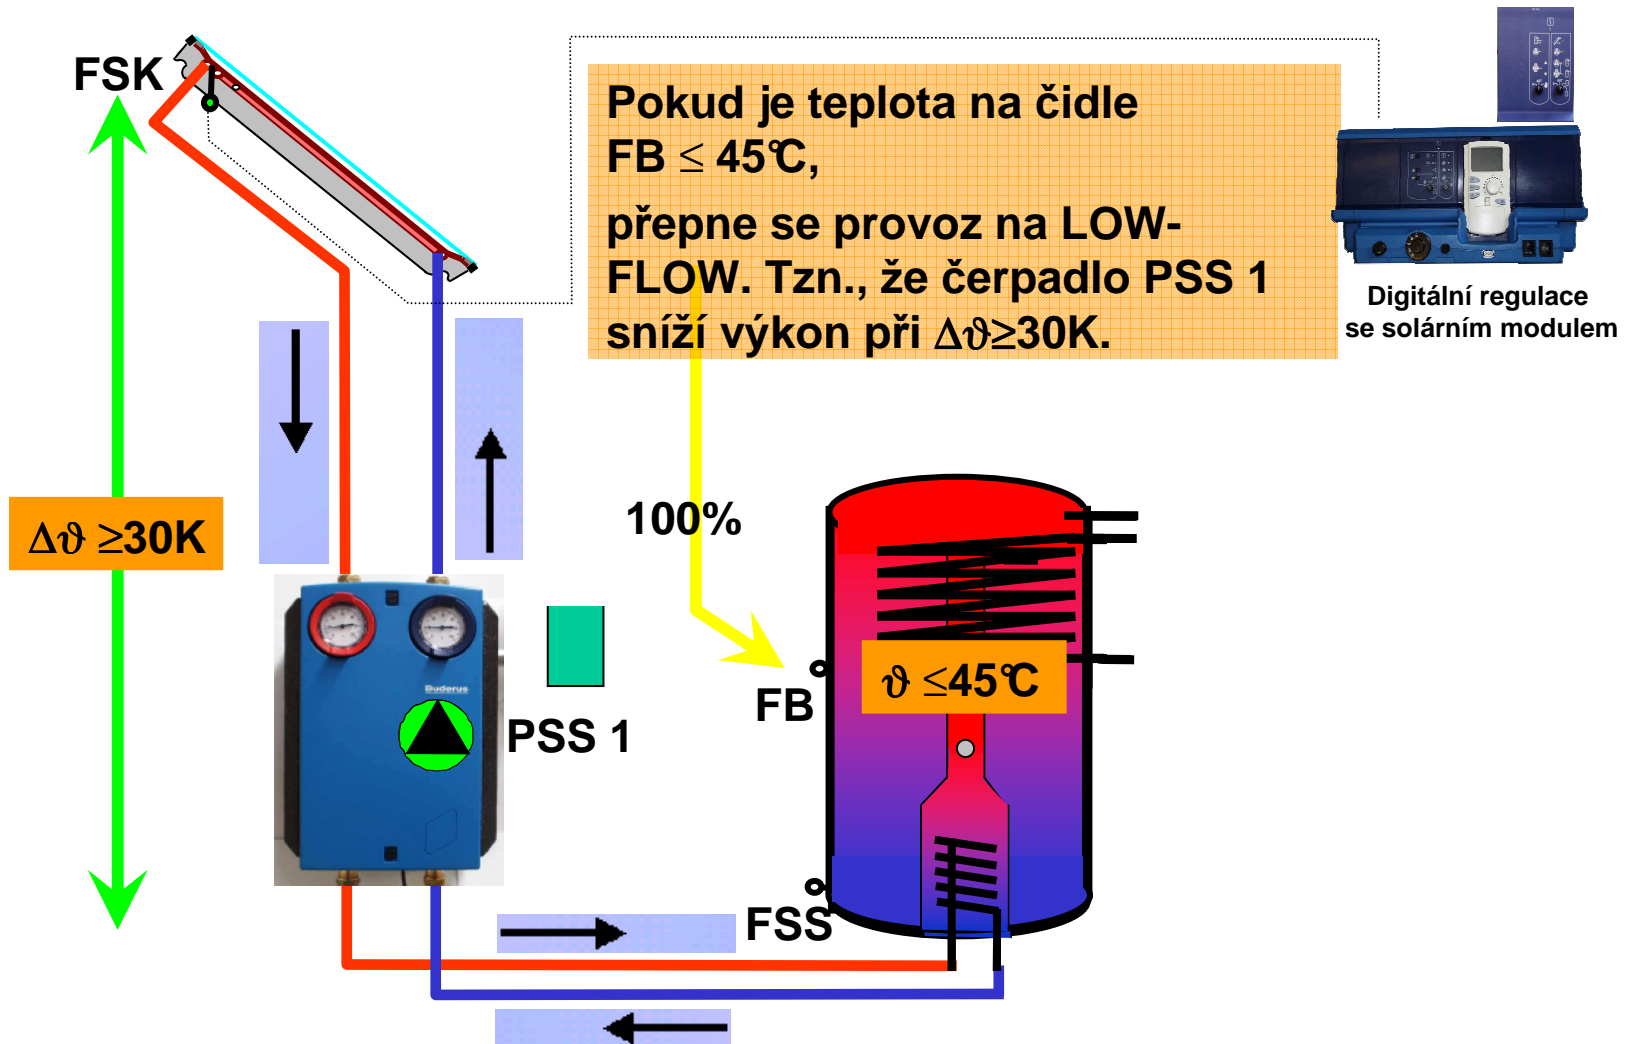 FSK
Pokud je teplota na čidle
FB ≤ 45°C,
přepne se provoz na LOW-
FLOW. Tzn., že čerpadlo PSS 1
sníží výkon při Δϑ≥30K.
Digitální regulace
se solárním modulem
Δϑ ≥30K
100%
ϑ ≤45°C
Buderus
FB
PSS 1
FSS